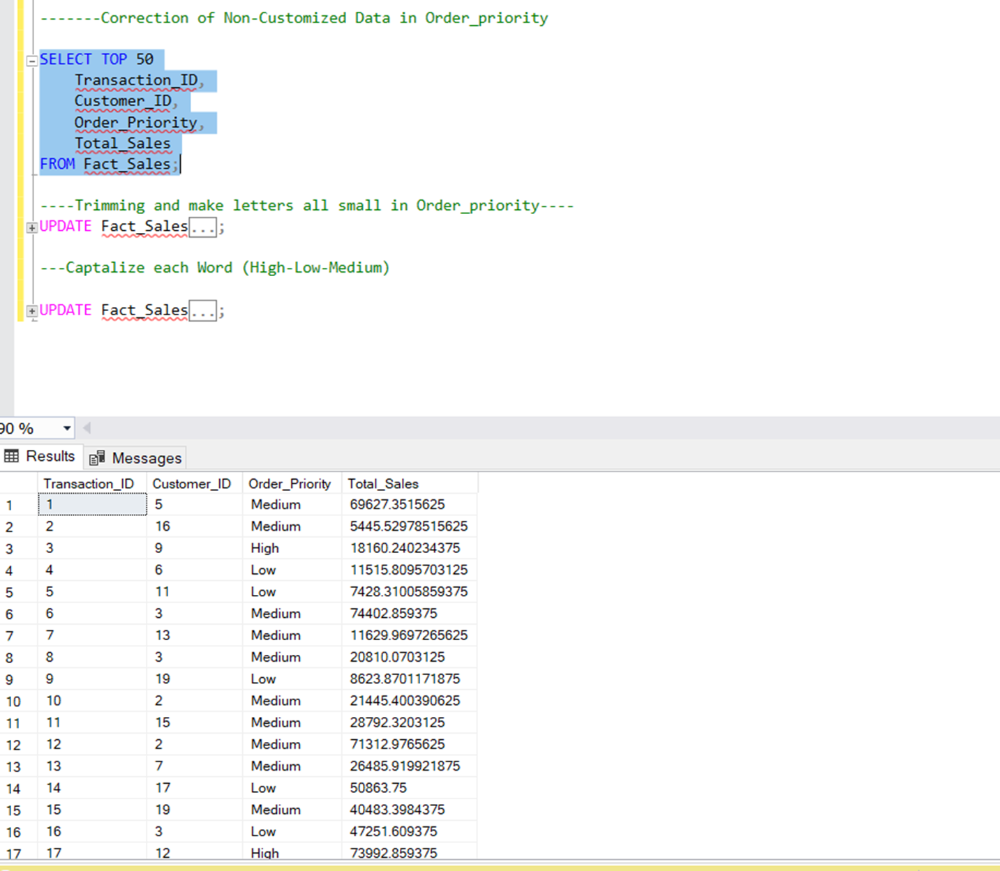 -------Correction of Non-Customized Data in Order_priority
SELECT TOP 50
Transaction_ID,
Customer_ID,
Order_Priority,
Total_Sales
FROM Fact_Sales;
----Trimming and make letters all small in Order_priority----
UPDATE Fact_Sales...;
---Captalize each Word (High-Low-Medium)
UPDATE Fact_Sales...;
90 %
Results Messages
Transaction_ID Customer_ID Order_Priority Total_Sales
1 1 5 Medium 69627.3515625
2 2 16 Medium 5445.52978515625
3 3 9 High 18160.240234375
4 4 6 Low 11515.8095703125
5 5 11 Low 7428.31005859375
6 6 3 Medium 74402.859375
7 7 13 Medium 11629.9697265625
8 8 3 Medium 20810.0703125
9 9 19 Low 8623.8701171875
10 10 2 Medium 21445.400390625
11 11 15 Medium 28792.3203125
12 12 2 Medium 71312.9765625
13 13 7 Medium 26485.919921875
14 14 17 Low 50863.75
15 15 19 Medium 40483.3984375
16 16 3 Low 47251.609375
17 17 12 High 73992.859375